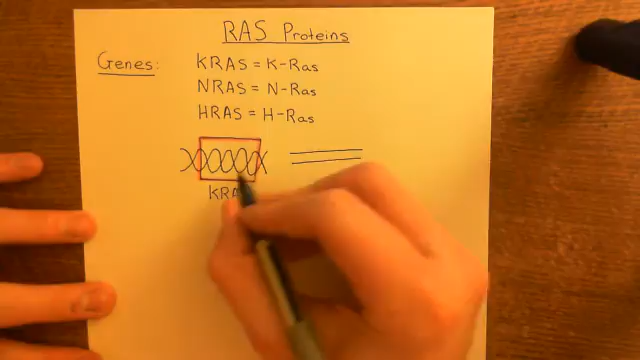 RAS Proteins
Genes:
KRAS = K-Ras
NRAS = N-Ras
HRAS = H-Ras